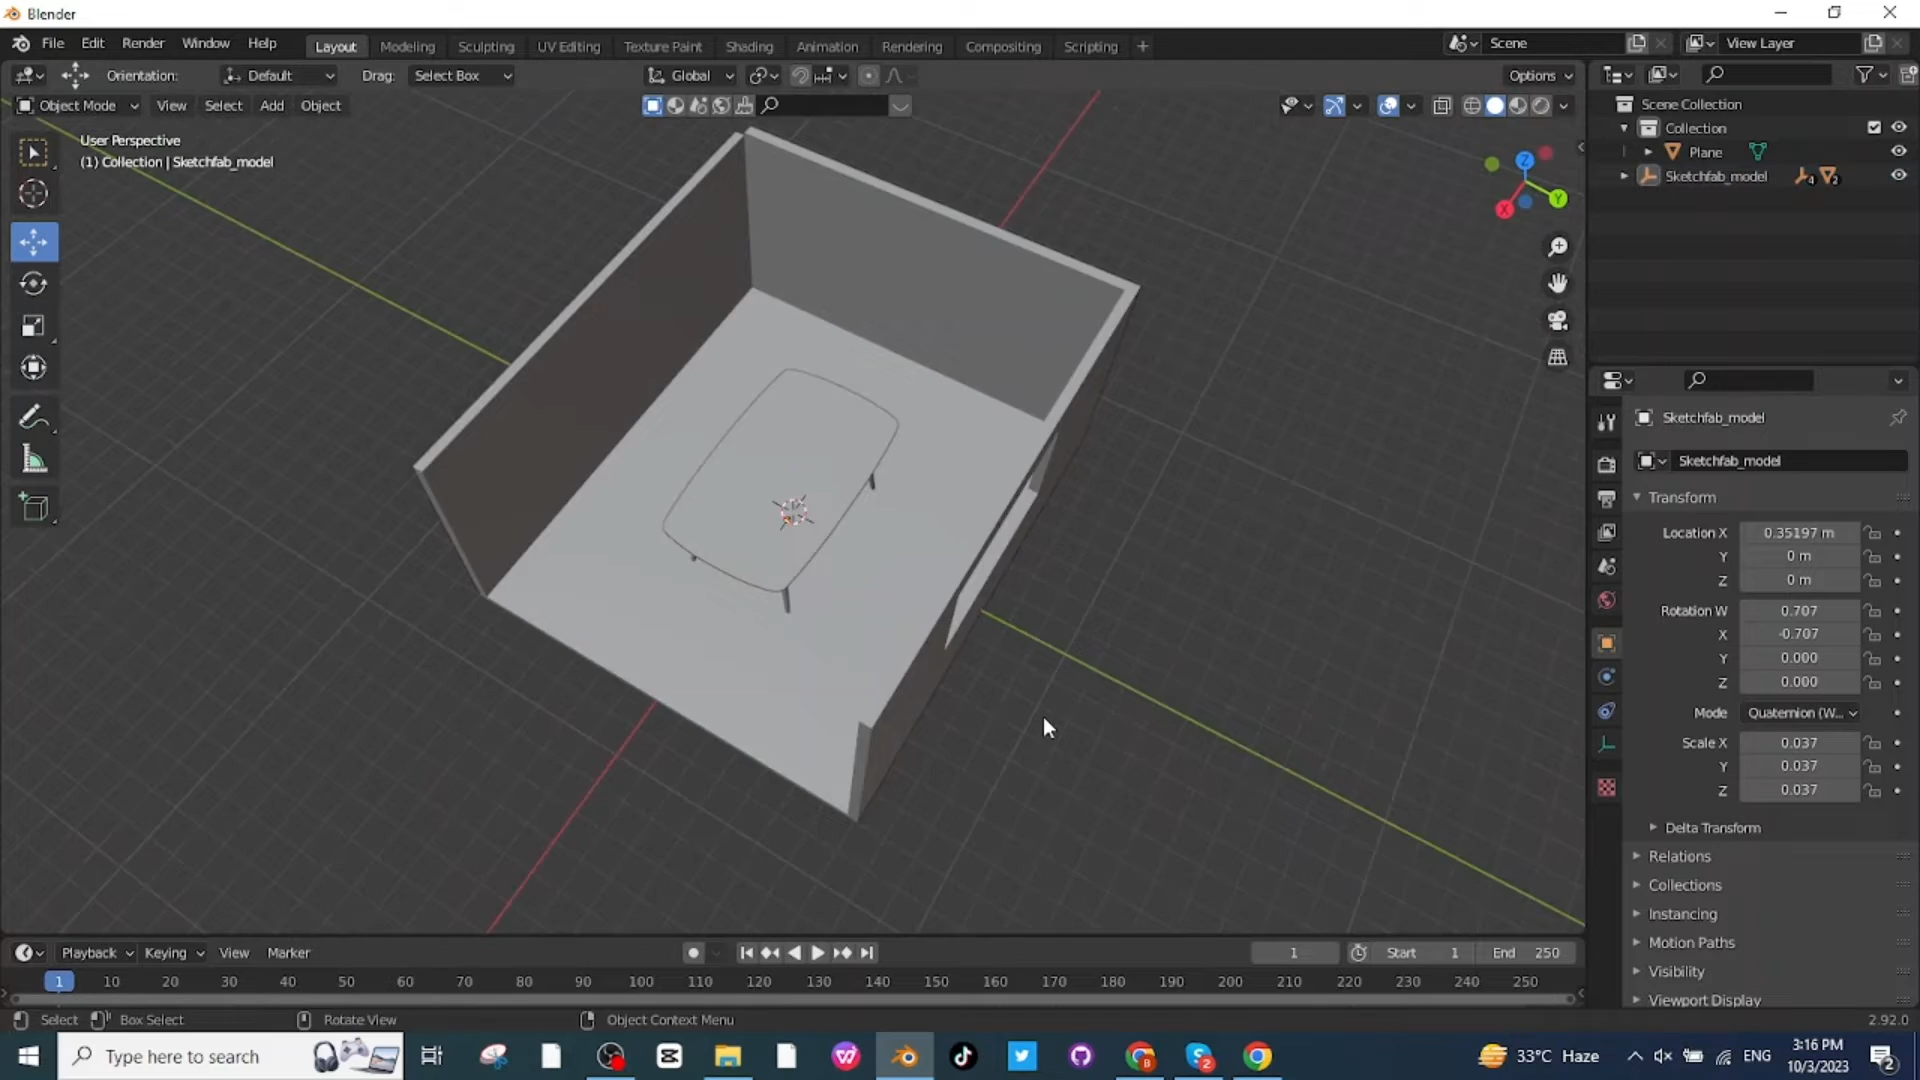 Blender
File Edit Render Window Help Layout Modeling Sculpting UV Editing Texture Paint Shading Animation Rendering Compositing Scripting + Scene View Layer
Orientation: Default Drag: Select Box Global Options
Object Mode View Select Add Object
User Perspective
(1) Collection | Sketchfab_model
Z
Y
X
Scene Collection
Collection
Plane
Sketchfab_model 4 2
Sketchfab_model
Sketchfab_model
Transform
Location X 0.35197 m
Y 0 m
Z 0 m
Rotation W 0.707
X -0.707
Y 0.000
Z 0.000
Mode Quaternion (W...
Scale X 0.037
Y 0.037
Z 0.037
Delta Transform
Relations
Collections
Instancing
Motion Paths
Visibility
Viewport Display
Playback Keying View Marker 1 Start 1 End 250
1 10 20 30 40 50 60 70 80 90 100 110 120 130 140 150 160 170 180 190 200 210 220 230 240 250
Select Box Select Rotate View Object Context Menu 2.92.0
Type here to search 33°C Haze ENG 3:16 PM
10/3/2023 2